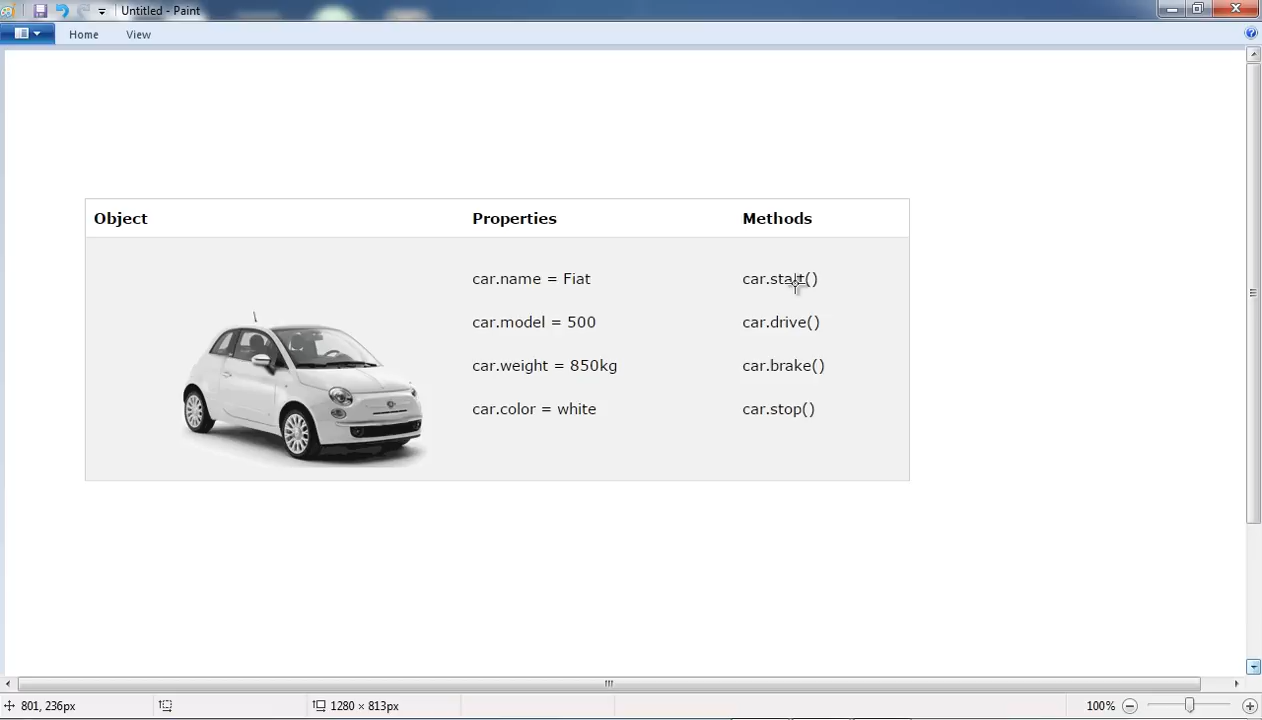 Untitled - Paint
Home View
Object Properties Methods
car.name = Fiat car.start()
car.model = 500 car.drive()
car.weight = 850kg car.brake()
car.color = white car.stop()
801, 236px 1280 × 813px 100%